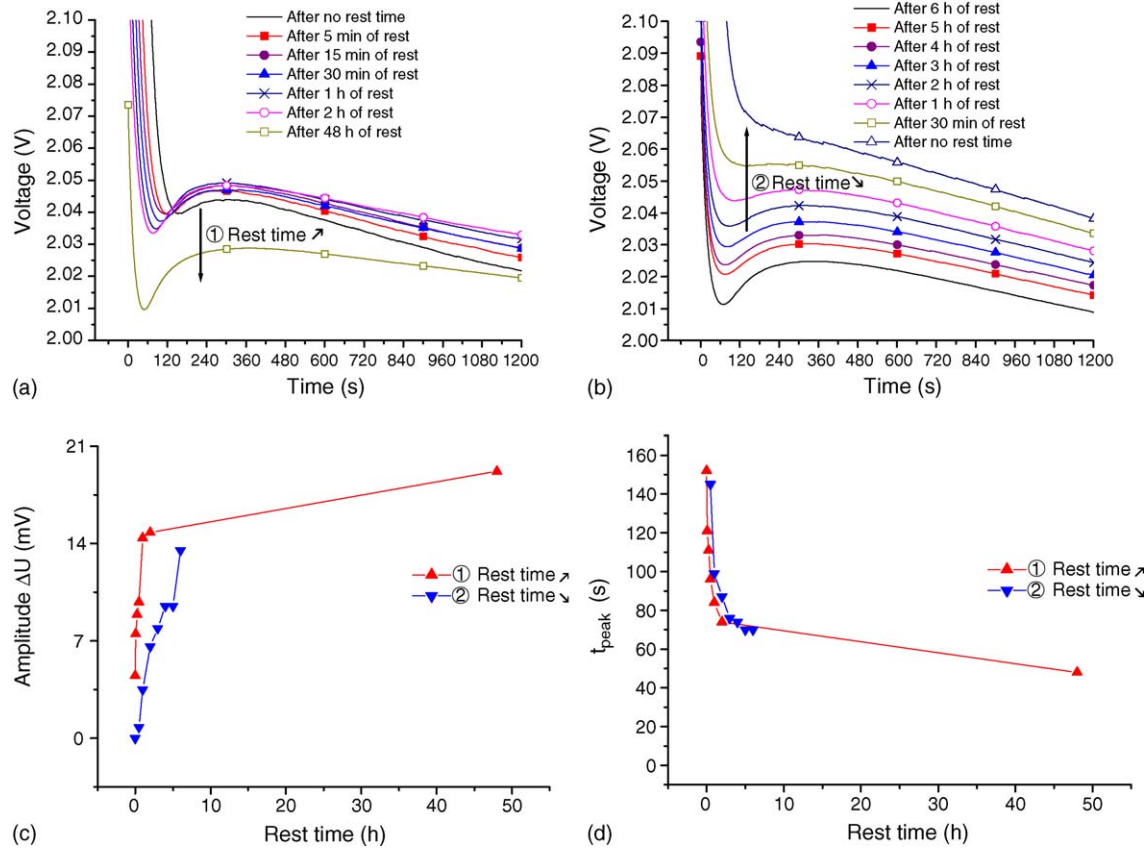 2.10
2.09
2.08
2.07
2.06
2.05
2.04
2.03
2.02
2.01
2.00
Voltage (V)
After no rest time
After 5 min of rest
After 15 min of rest
After 30 min of rest
After 1 h of rest
After 2 h of rest
After 48 h of rest
① Rest time ↗
0 120 240 360 480 600 720 840 960 1080 1200
Time (s)
(a)
2.10
2.09
2.08
2.07
2.06
2.05
2.04
2.03
2.02
2.01
2.00
Voltage (V)
After 6 h of rest
After 5 h of rest
After 4 h of rest
After 3 h of rest
After 2 h of rest
After 1 h of rest
After 30 min of rest
After no rest time
② Rest time ↘
0 120 240 360 480 600 720 840 960 1080 1200
Time (s)
(b)
21
14
7
0
Amplitude ΔU (mV)
① Rest time ↗
② Rest time ↘
0 10 20 30 40 50
Rest time (h)
(c)
160
140
120
100
80
60
40
20
0
tpeak (s)
① Rest time ↗
② Rest time ↘
0 10 20 30 40 50
Rest time (h)
(d)